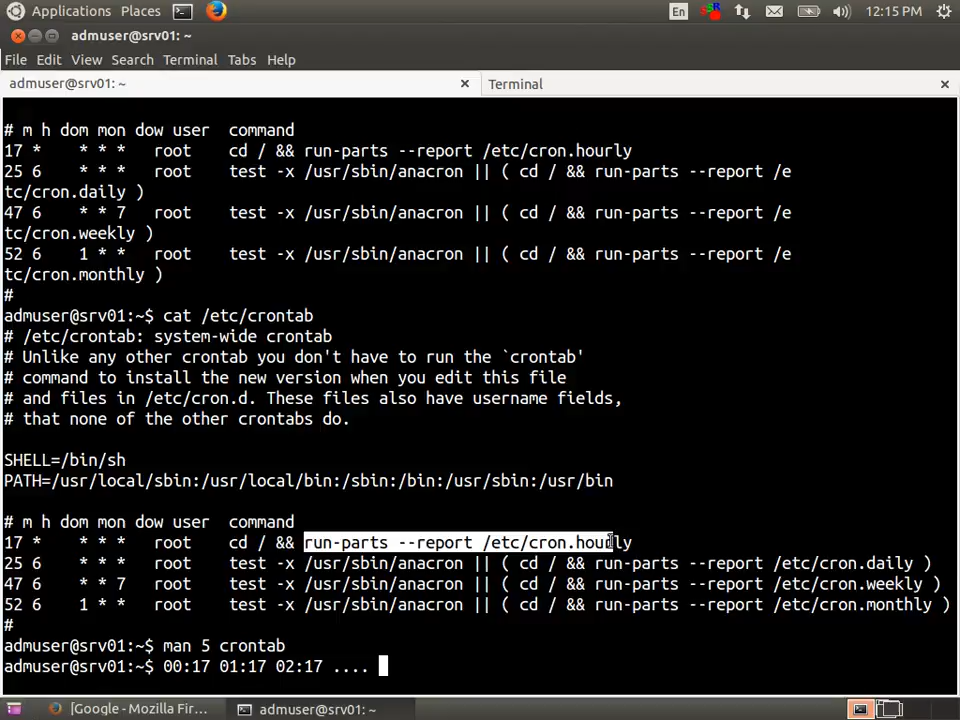 Applications Places En 12:15 PM
admuser@srv01: ~
File Edit View Search Terminal Tabs Help
admuser@srv01: ~ × Terminal ×
# m h dom mon dow user  command
17 *    * * *   root    cd / && run-parts --report /etc/cron.hourly
25 6    * * *   root    test -x /usr/sbin/anacron || ( cd / && run-parts --report /e
tc/cron.daily )
47 6    * * 7   root    test -x /usr/sbin/anacron || ( cd / && run-parts --report /e
tc/cron.weekly )
52 6    1 * *   root    test -x /usr/sbin/anacron || ( cd / && run-parts --report /e
tc/cron.monthly )
#
admuser@srv01:~$ cat /etc/crontab
# /etc/crontab: system-wide crontab
# Unlike any other crontab you don't have to run the `crontab'
# command to install the new version when you edit this file
# and files in /etc/cron.d. These files also have username fields,
# that none of the other crontabs do.
SHELL=/bin/sh
PATH=/usr/local/sbin:/usr/local/bin:/sbin:/bin:/usr/sbin:/usr/bin
# m h dom mon dow user  command
17 *    * * *   root    cd / && run-parts --report /etc/cron.hourly
25 6    * * *   root    test -x /usr/sbin/anacron || ( cd / && run-parts --report /etc/cron.daily )
47 6    * * 7   root    test -x /usr/sbin/anacron || ( cd / && run-parts --report /etc/cron.weekly )
52 6    1 * *   root    test -x /usr/sbin/anacron || ( cd / && run-parts --report /etc/cron.monthly )
#
admuser@srv01:~$ man 5 crontab
admuser@srv01:~$ 00:17 01:17 02:17 ....
[Google - Mozilla Fir... admuser@srv01: ~